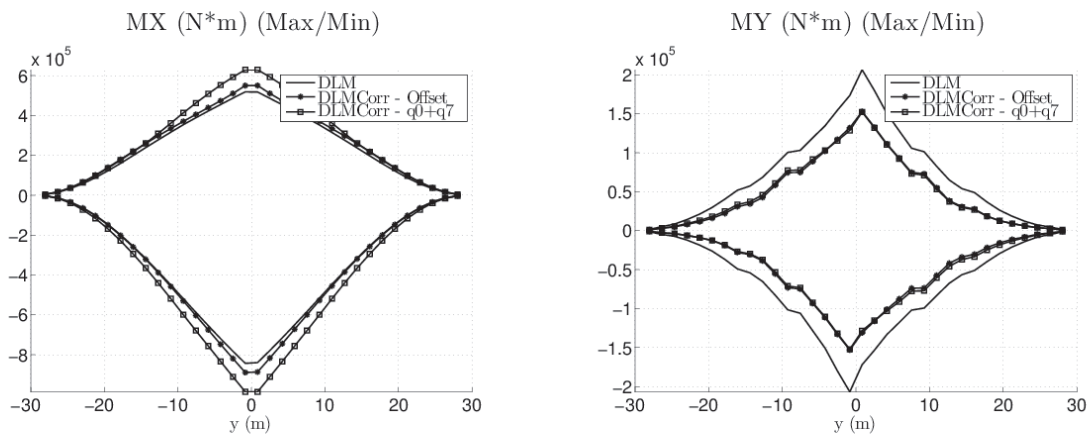 MX (N*m) (Max/Min)
x 10^5
6
4
2
0
−2
−4
−6
−8
−30 −20 −10 0 10 20 30
y (m)
DLM
DLMCorr - Offset
DLMCorr - q0+q7
MY (N*m) (Max/Min)
x 10^5
2
1.5
1
0.5
0
−0.5
−1
−1.5
−2
−30 −20 −10 0 10 20 30
y (m)
DLM
DLMCorr - Offset
DLMCorr - q0+q7